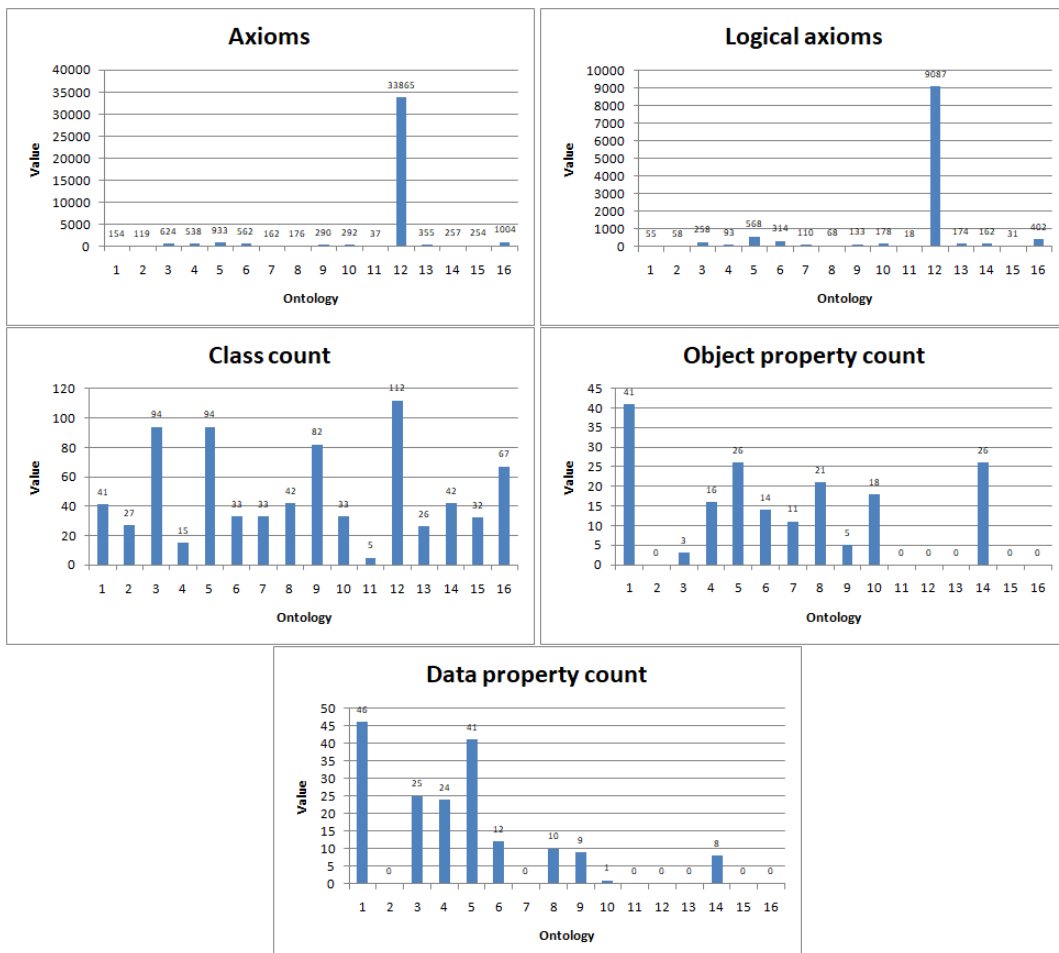 Axioms
40000
35000
30000
25000
20000
15000
10000
5000
0
Value
33865
154 119 624 538 933 562 162 176 290 292 37 355 257 254 1004
1 2 3 4 5 6 7 8 9 10 11 12 13 14 15 16
Ontology
Logical axioms
10000
9000
8000
7000
6000
5000
4000
3000
2000
1000
0
Value
9087
55 58 258 93 568 314 110 68 133 178 18 174 162 31 402
1 2 3 4 5 6 7 8 9 10 11 12 13 14 15 16
Ontology
Class count
120
100
80
60
40
20
0
Value
41 27 94 15 94 33 33 42 82 33 5 112 26 42 32 67
1 2 3 4 5 6 7 8 9 10 11 12 13 14 15 16
Ontology
Object property count
45
40
35
30
25
20
15
10
5
0
Value
41 0 3 16 26 14 11 21 5 18 0 0 0 26 0 0
1 2 3 4 5 6 7 8 9 10 11 12 13 14 15 16
Ontology
Data property count
50
45
40
35
30
25
20
15
10
5
0
Value
46 0 25 24 41 12 0 10 9 1 0 0 0 8 0 0
1 2 3 4 5 6 7 8 9 10 11 12 13 14 15 16
Ontology